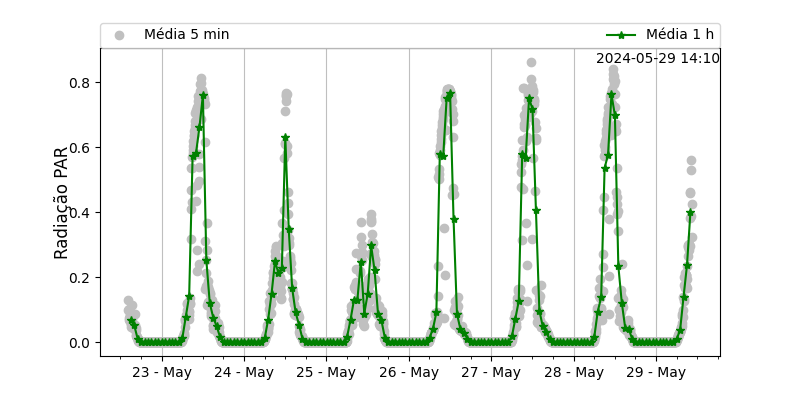 Média 5 min
Média 1 h
2024-05-29 14:10
Radiação PAR
0.8
0.6
0.4
0.2
0.0
23 - May
24 - May
25 - May
26 - May
27 - May
28 - May
29 - May